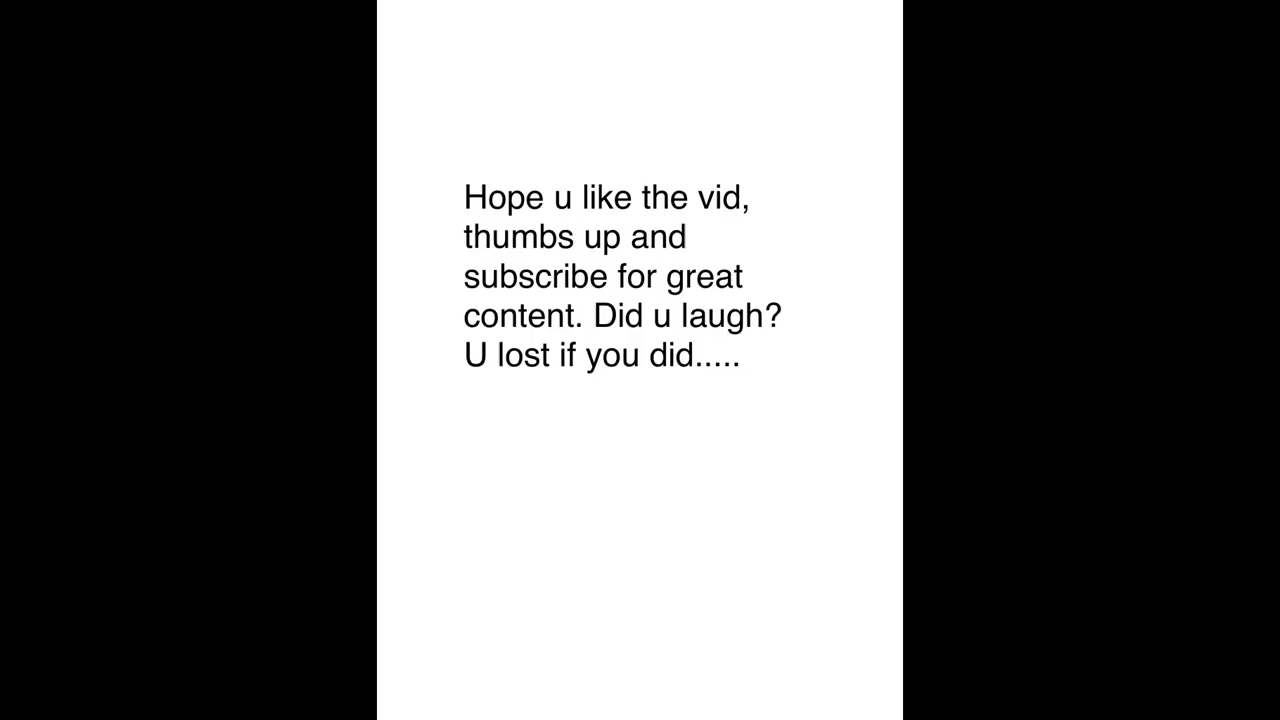 Hope u like the vid,
thumbs up and
subscribe for great
content. Did u laugh?
U lost if you did.....